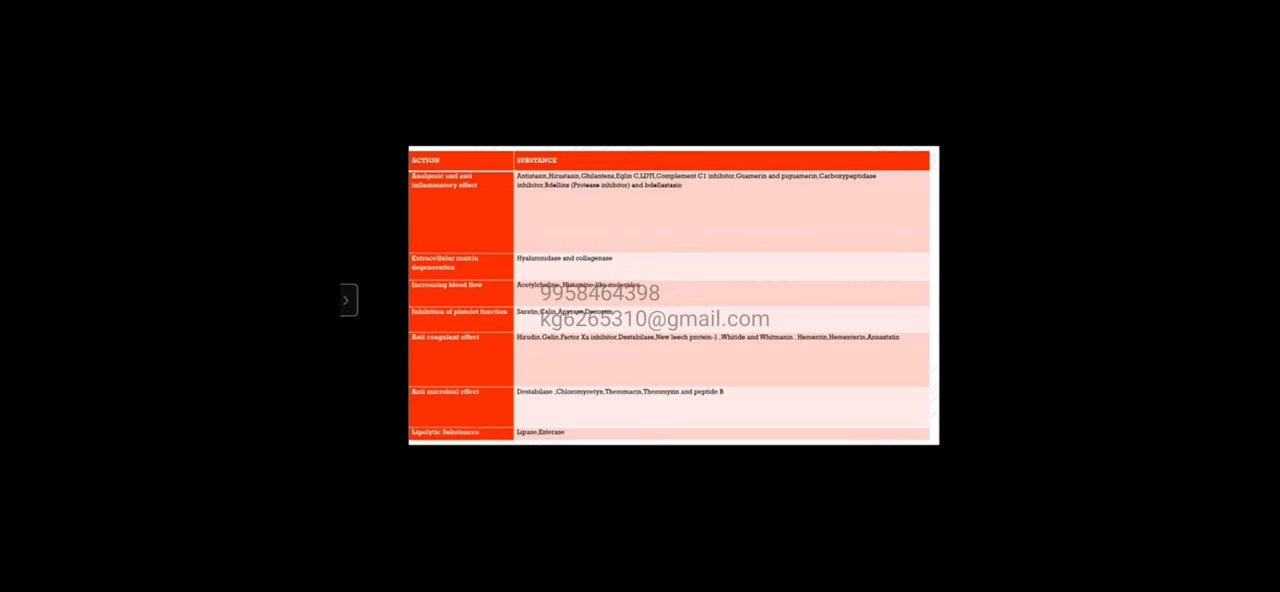 ACTION SUBSTANCE
Analgesic and anti Antistasin,Hirustasin,Ghilantens,Eglin C,LDTI,Complement C1 inhibitor,Guamerin and piguamerin,Carboxypeptidase
inflammatory effect inhibitor,Bdellins (Protease inhibitor) and bdellastasin
Extracellular matrix Hyaluronidase and collagenase
degeneration
Increasing blood flow Acetylcholine, Histamine-like molecules
9958464398
Inhibition of platelet function Saratin,Calin,Apyrase,Decorsin,
kg6265310@gmail.com
Anti coagulant effect Hirudin,Gelin,Factor Xa inhibitor,Destabilase,New leech protein-1 ,Whitide and Whitmanin , Hementin,Hementerin,Annastatin
Anti microbial effect Destabilase ,Chloromycetyn,Theromacin,Theromyzin and peptide B
Lipolytic Substances Lipase,Esterase